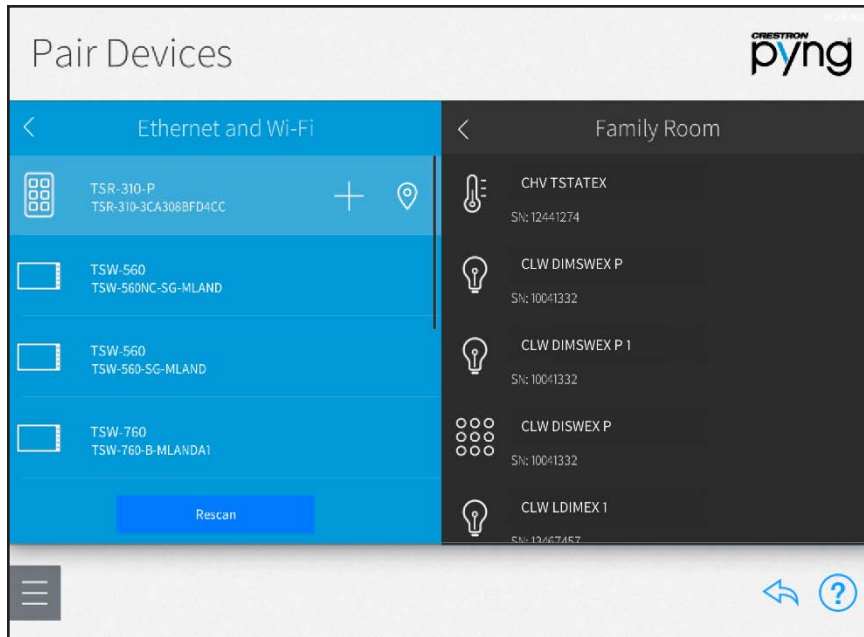 Pair Devices
CRESTRON
pyng
Ethernet and Wi-Fi
TSR-310-P
TSR-310-3CA308BFD4CC
TSW-560
TSW-560NC-SG-MLAND
TSW-560
TSW-560-SG-MLAND
TSW-760
TSW-760-B-MLANDA1
Rescan
Family Room
CHV TSTATEX
SN: 12441274
CLW DIMSWEX P
SN: 10041332
CLW DIMSWEX P 1
SN: 10041332
CLW DISWEX P
SN: 10041332
CLW LDIMEX 1
SN: 13467457
?